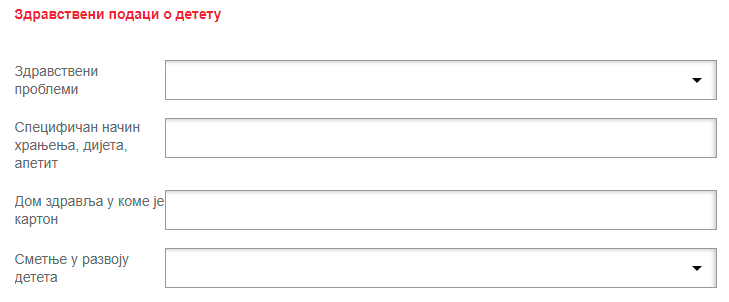 Здравствени подаци о детету
Здравствени
проблеми
Специфичан начин
храњења, дијета,
апетит
Дом здравља у коме је
картон
Сметње у развоју
детета